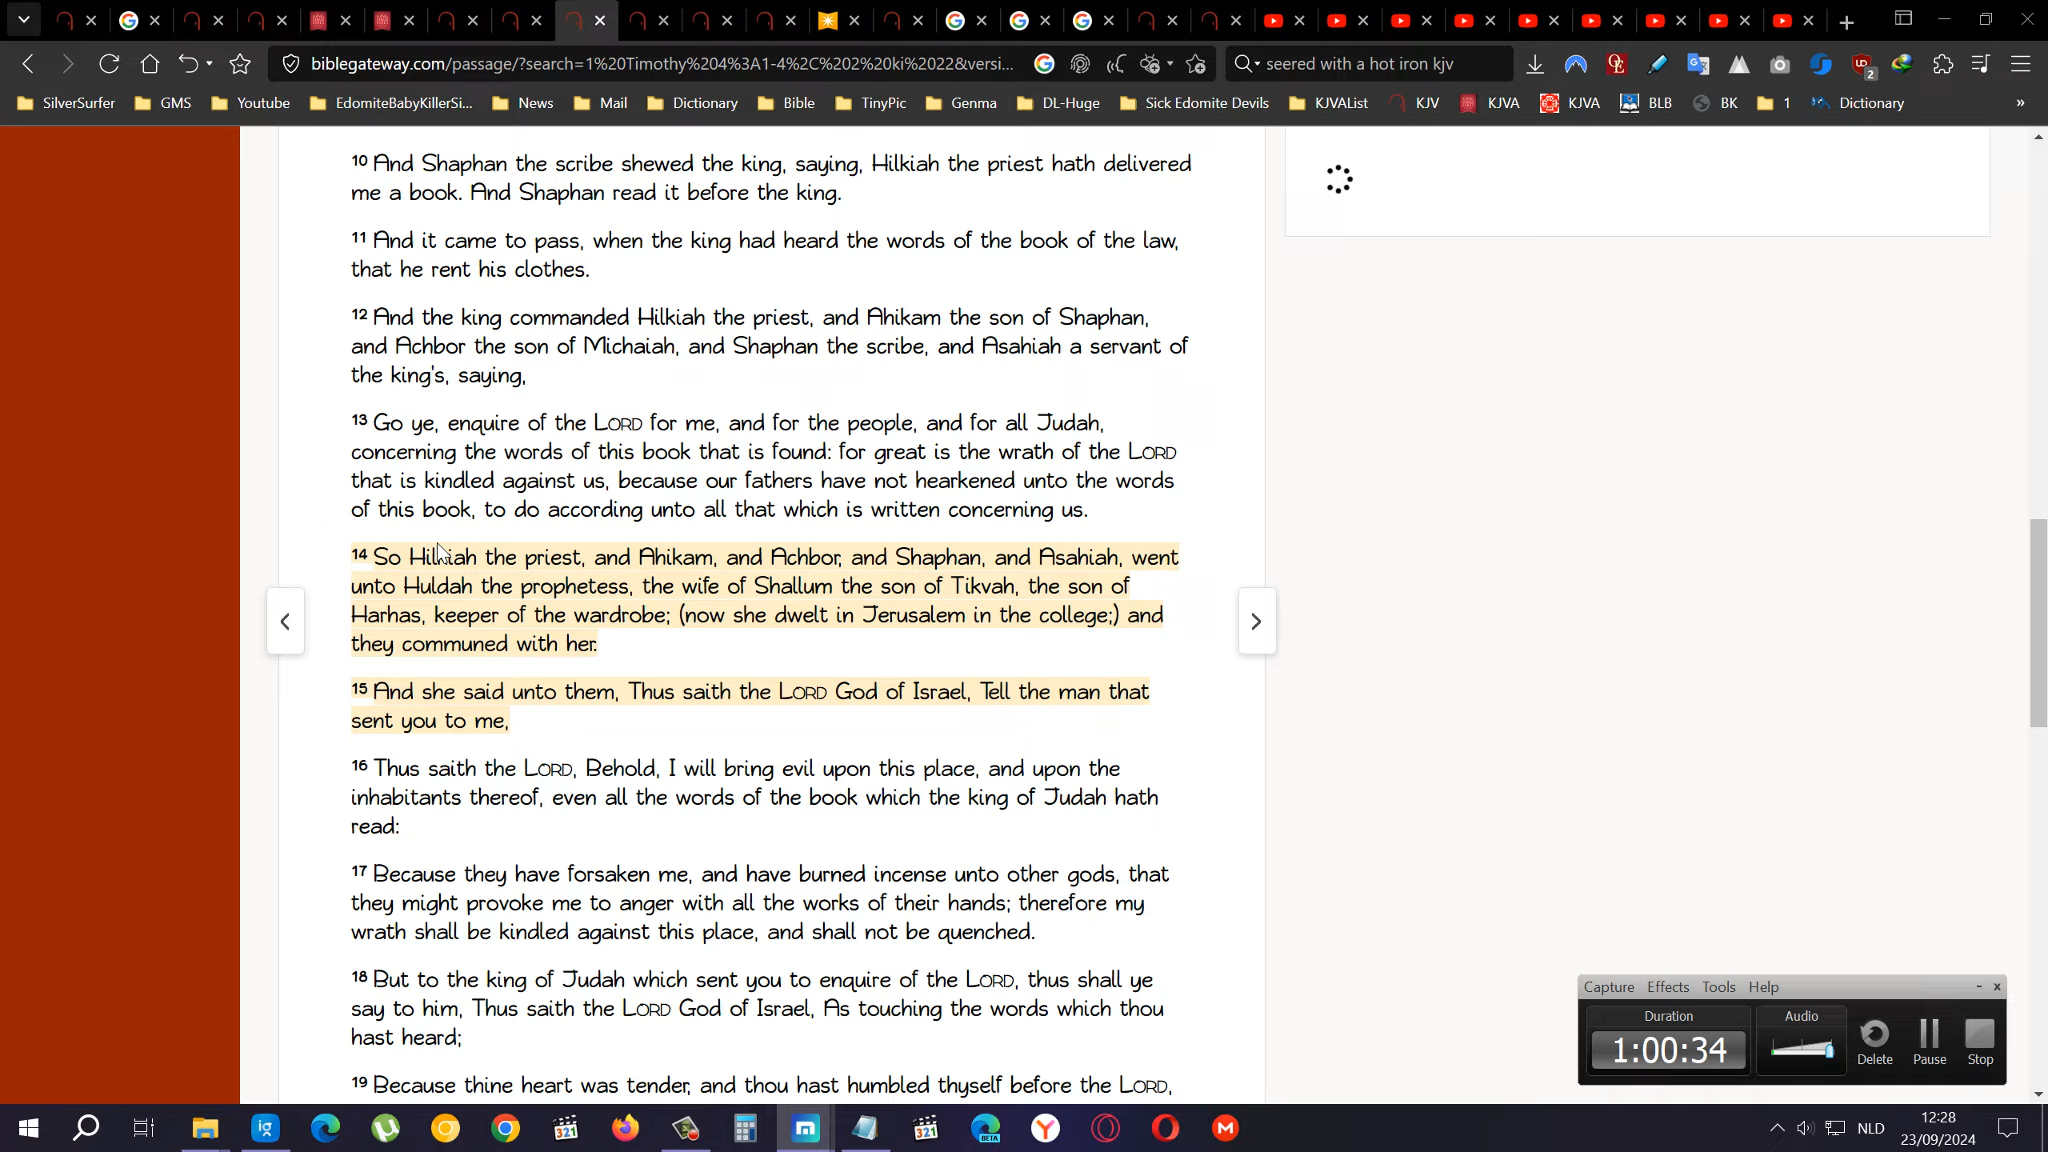 biblegateway.com/passage/?search=1%20Timothy%204%3A1-4%2C%202%20ki%2022&versi...
seered with a hot iron kjv
2
SilverSurfer GMS Youtube EdomiteBabyKillerSi... News Mail Dictionary Bible TinyPic Genma DL-Huge Sick Edomite Devils KJVAList KJV KJVA KJVA BLB BK 1 Dictionary »
10 And Shaphan the scribe shewed the king, saying, Hilkiah the priest hath delivered
me a book. And Shaphan read it before the king.
11 And it came to pass, when the king had heard the words of the book of the law,
that he rent his clothes.
12 And the king commanded Hilkiah the priest, and Ahikam the son of Shaphan,
and Achbor the son of Michaiah, and Shaphan the scribe, and Asahiah a servant of
the king's, saying,
13 Go ye, enquire of the LORD for me, and for the people, and for all Judah,
concerning the words of this book that is found: for great is the wrath of the LORD
that is kindled against us, because our fathers have not hearkened unto the words
of this book, to do according unto all that which is written concerning us.
14 So Hilkiah the priest, and Ahikam, and Achbor, and Shaphan, and Asahiah, went
unto Huldah the prophetess, the wife of Shallum the son of Tikvah, the son of
Harhas, keeper of the wardrobe; (now she dwelt in Jerusalem in the college;) and
they communed with her.
15 And she said unto them, Thus saith the LORD God of Israel, Tell the man that
sent you to me,
16 Thus saith the LORD, Behold, I will bring evil upon this place, and upon the
inhabitants thereof, even all the words of the book which the king of Judah hath
read:
17 Because they have forsaken me, and have burned incense unto other gods, that
they might provoke me to anger with all the works of their hands; therefore my
wrath shall be kindled against this place, and shall not be quenched.
18 But to the king of Judah which sent you to enquire of the LORD, thus shall ye
say to him, Thus saith the LORD God of Israel, As touching the words which thou
hast heard;
19 Because thine heart was tender, and thou hast humbled thyself before the LORD,
Capture Effects Tools Help
Duration Audio
1:00:34
Delete Pause Stop
NLD
12:28
23/09/2024